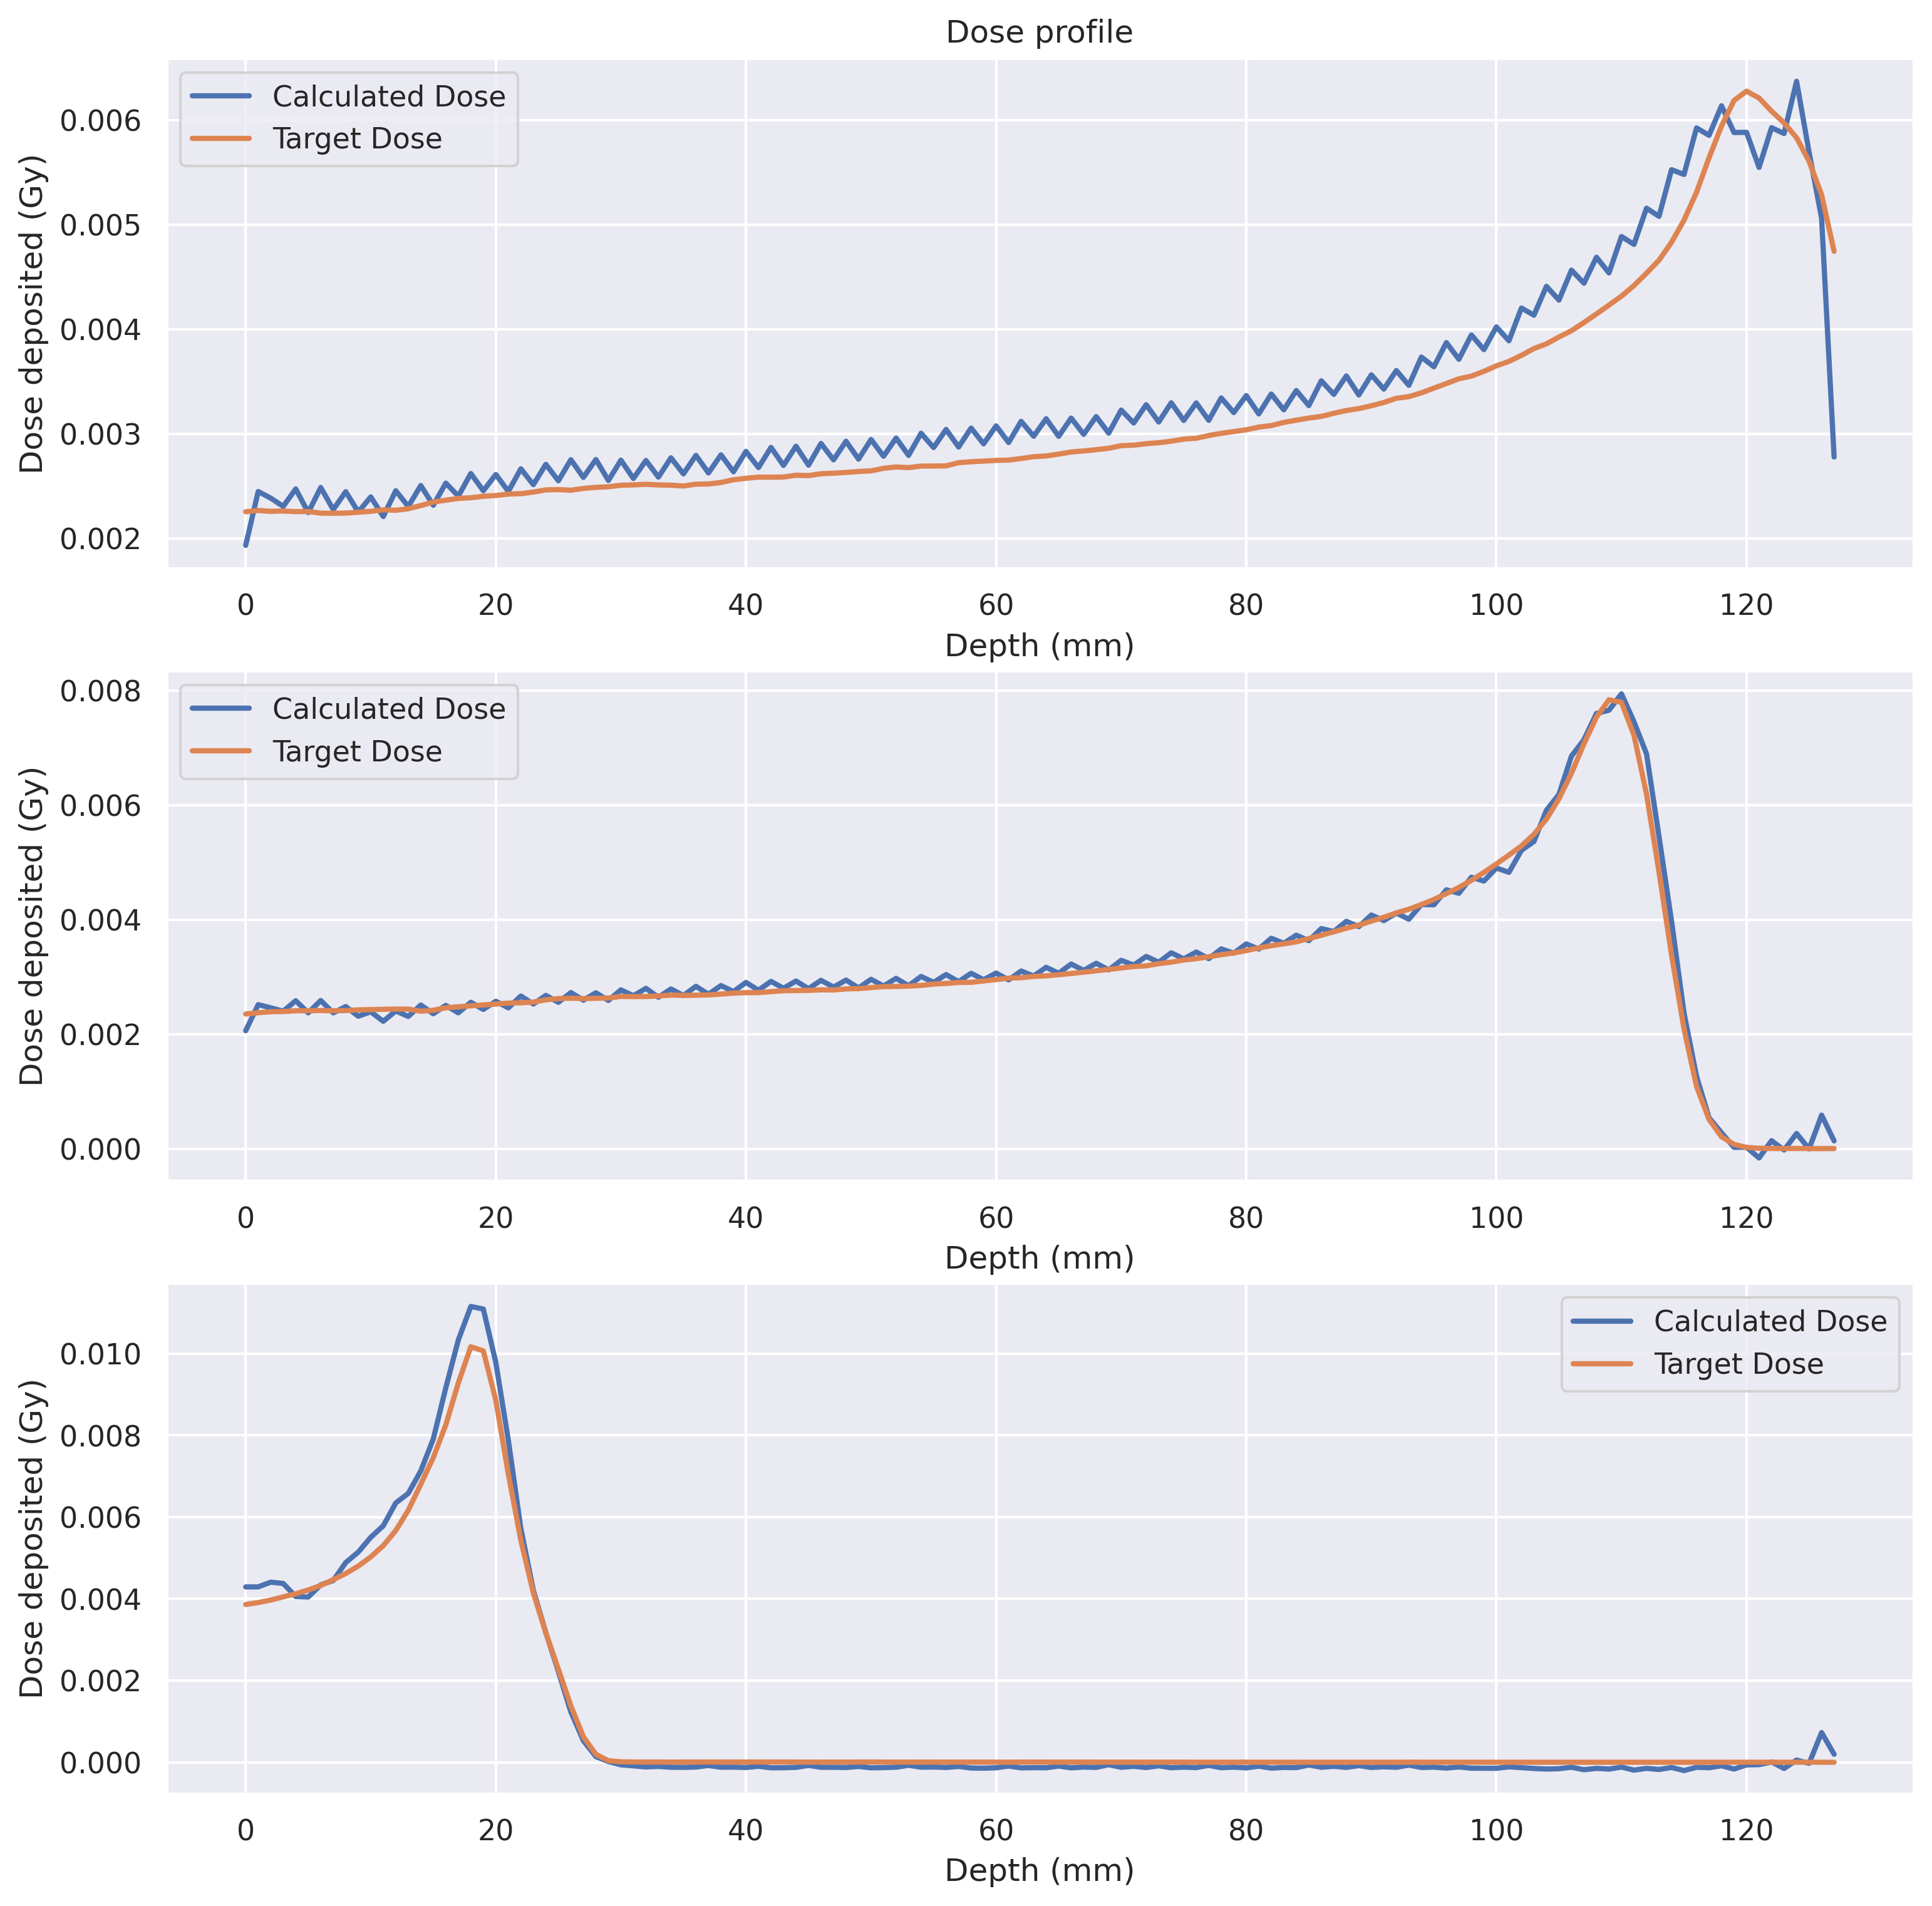 Dose profile
Calculated Dose
Target Dose
Dose deposited (Gy)
0.006
0.005
0.004
0.003
0.002
0 20 40 60 80 100 120
Depth (mm)
Calculated Dose
Target Dose
Dose deposited (Gy)
0.008
0.006
0.004
0.002
0.000
0 20 40 60 80 100 120
Depth (mm)
Calculated Dose
Target Dose
Dose deposited (Gy)
0.010
0.008
0.006
0.004
0.002
0.000
0 20 40 60 80 100 120
Depth (mm)